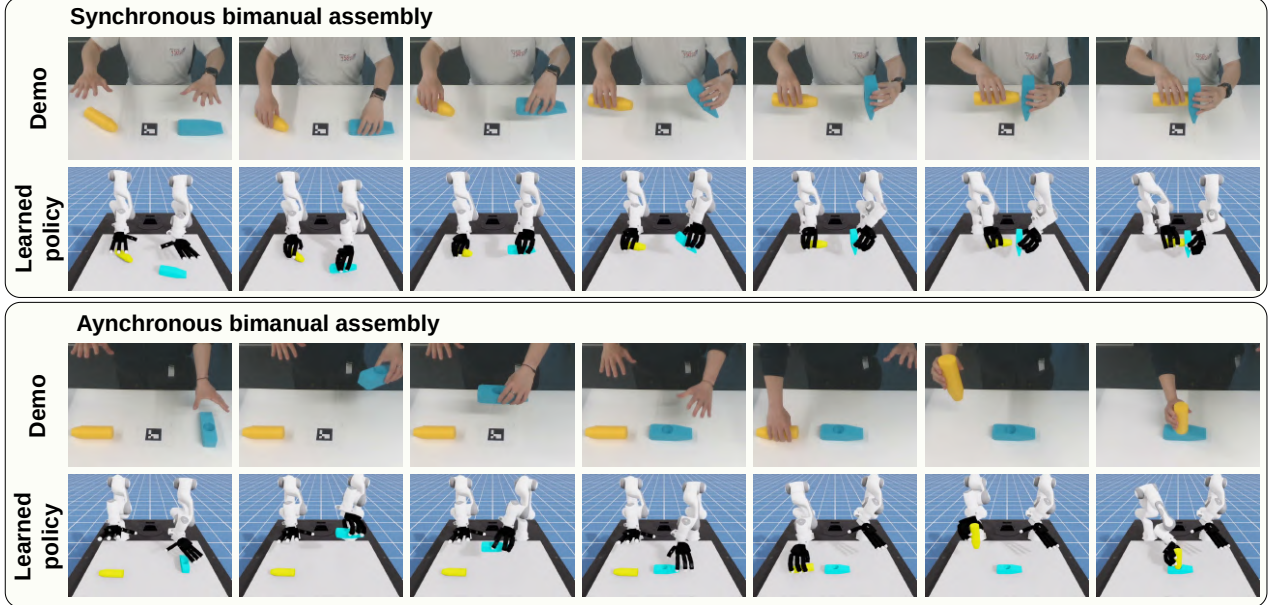 Synchronous bimanual assembly
Demo
Learned
policy
Aynchronous bimanual assembly
Demo
Learned
policy